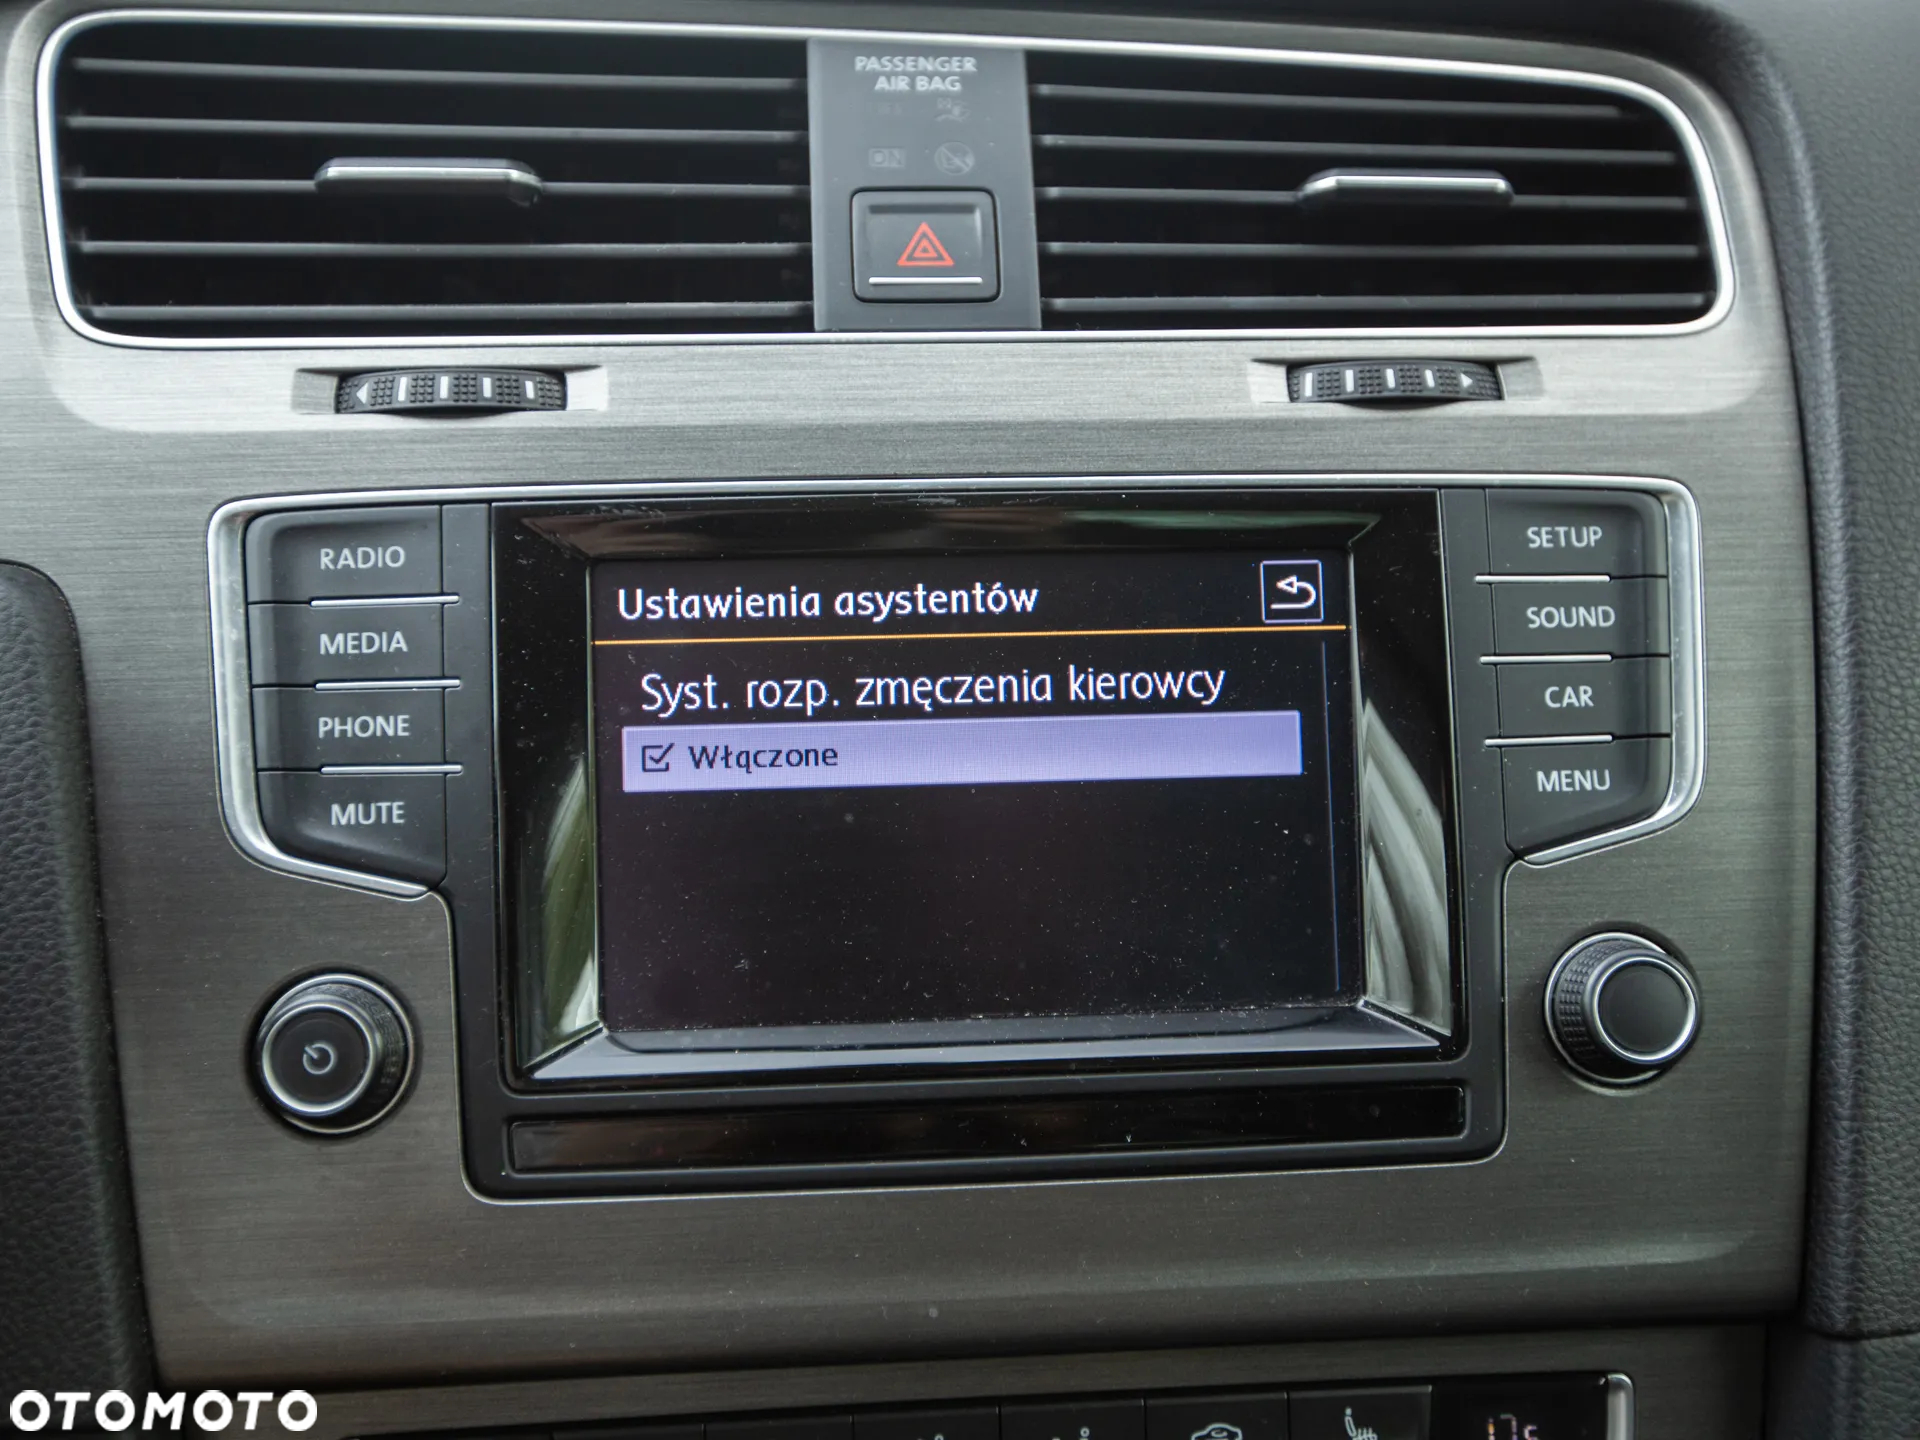 PASSENGER
AIR BAG
ON
RADIO
MEDIA
PHONE
MUTE
Ustawienia asystentów
Syst. rozp. zmęczenia kierowcy
Włączone
SETUP
SOUND
CAR
MENU
OTOMOTO